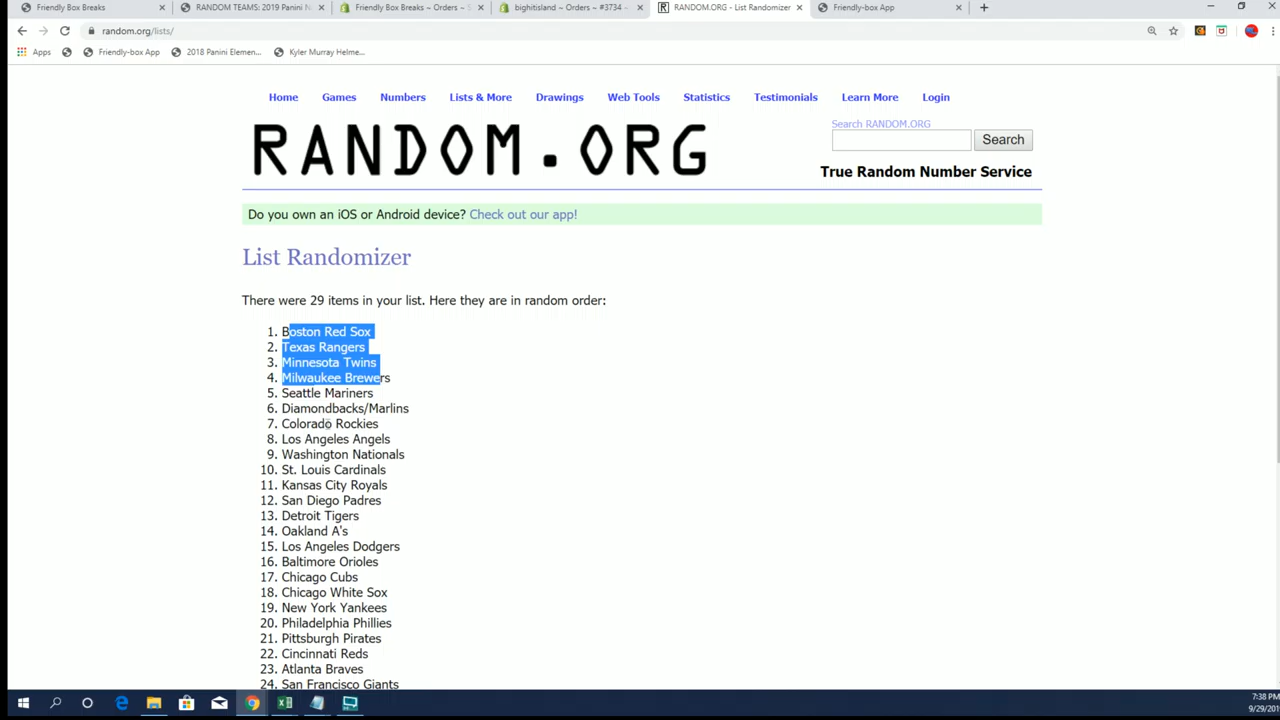 Friendly Box Breaks
RANDOM TEAMS: 2019 Panini N
Friendly Box Breaks ~ Orders ~
bighitisland ~ Orders ~ #3734 ~
RANDOM.ORG - List Randomizer
Friendly-box App
random.org/lists/
Apps
Friendly-box App
2018 Panini Elemen...
Kyler Murray Helme...
Home
Games
Numbers
Lists & More
Drawings
Web Tools
Statistics
Testimonials
Learn More
Login
Search RANDOM.ORG
RANDOM.ORG
Search
True Random Number Service
Do you own an iOS or Android device? Check out our app!
List Randomizer
There were 29 items in your list. Here they are in random order:
1. Boston Red Sox
2. Texas Rangers
3. Minnesota Twins
4. Milwaukee Brewers
5. Seattle Mariners
6. Diamondbacks/Marlins
7. Colorado Rockies
8. Los Angeles Angels
9. Washington Nationals
10. St. Louis Cardinals
11. Kansas City Royals
12. San Diego Padres
13. Detroit Tigers
14. Oakland A's
15. Los Angeles Dodgers
16. Baltimore Orioles
17. Chicago Cubs
18. Chicago White Sox
19. New York Yankees
20. Philadelphia Phillies
21. Pittsburgh Pirates
22. Cincinnati Reds
23. Atlanta Braves
24. San Francisco Giants
7:38 PM
9/29/201